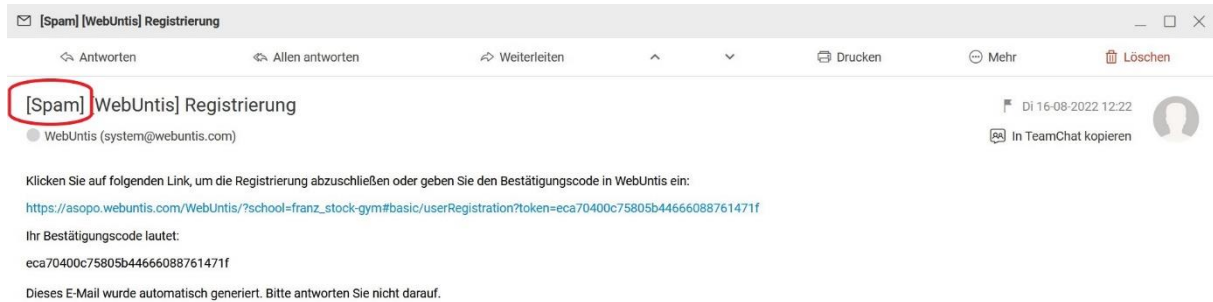 [Spam] [WebUntis] Registrierung
Antworten
Allen antworten
Weiterleiten
Drucken
Mehr
Löschen
[Spam] [WebUntis] Registrierung
Di 16-08-2022 12:22
WebUntis (system@webuntis.com)
In TeamChat kopieren
Klicken Sie auf folgenden Link, um die Registrierung abzuschließen oder geben Sie den Bestätigungscode in WebUntis ein:
https://asopo.webuntis.com/WebUntis/?school=franz_stock-gym#basic/userRegistration?token=eca70400c75805b44666088761471f
Ihr Bestätigungscode lautet:
eca70400c75805b44666088761471f
Dieses E-Mail wurde automatisch generiert. Bitte antworten Sie nicht darauf.